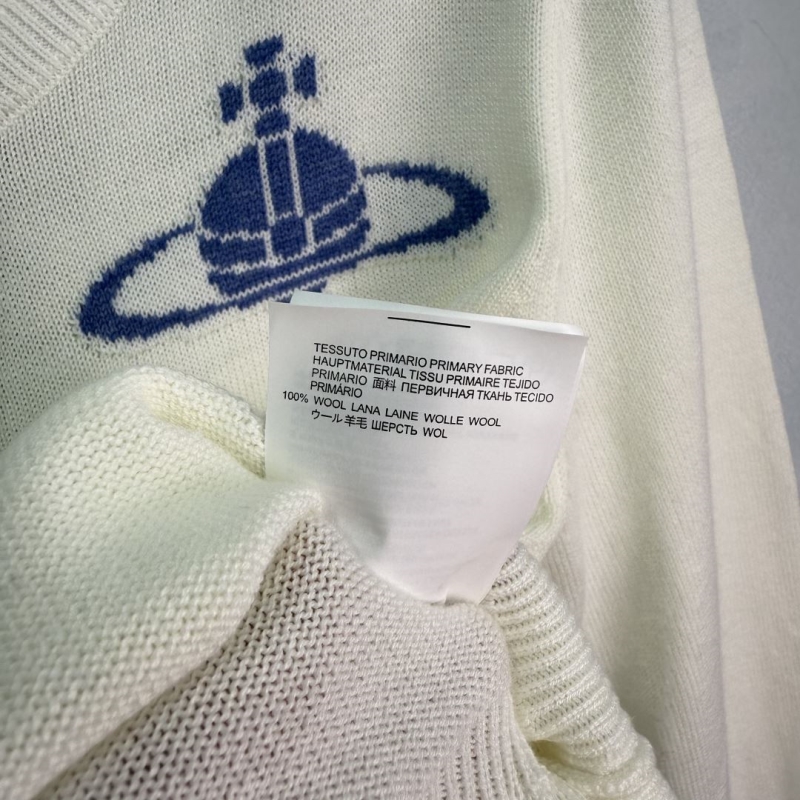 TESSUTO PRIMARIO PRIMARY FABRIC
HAUPTMATERIAL TISSU PRIMAIRE TEJIDO
PRIMARIO 面料 ПЕРВИЧНАЯ ТКАНЬ TECIDO
PRIMÁRIO
100% WOOL LANA LAINE WOLLE WOOL
ウール 羊毛 ШЕРСТЬ WOL